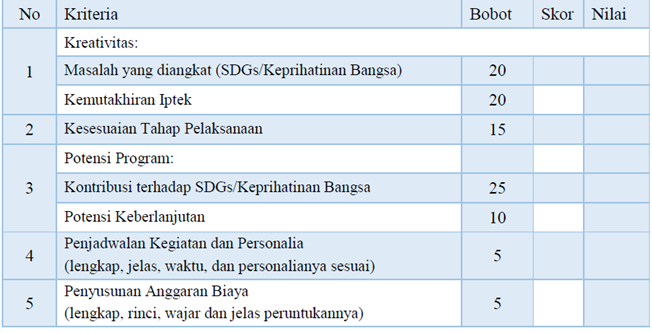 No Kriteria Bobot Skor Nilai
Kreativitas:
1 Masalah yang diangkat (SDGs/Keprihatinan Bangsa) 20
Kemutakhiran Iptek 20
2 Kesesuaian Tahap Pelaksanaan 15
Potensi Program:
3 Kontribusi terhadap SDGs/Keprihatinan Bangsa 25
Potensi Keberlanjutan 10
4 Penjadwalan Kegiatan dan Personalia 5
(lengkap, jelas, waktu, dan personalianya sesuai)
5 Penyusunan Anggaran Biaya 5
(lengkap, rinci, wajar dan jelas peruntukannya)